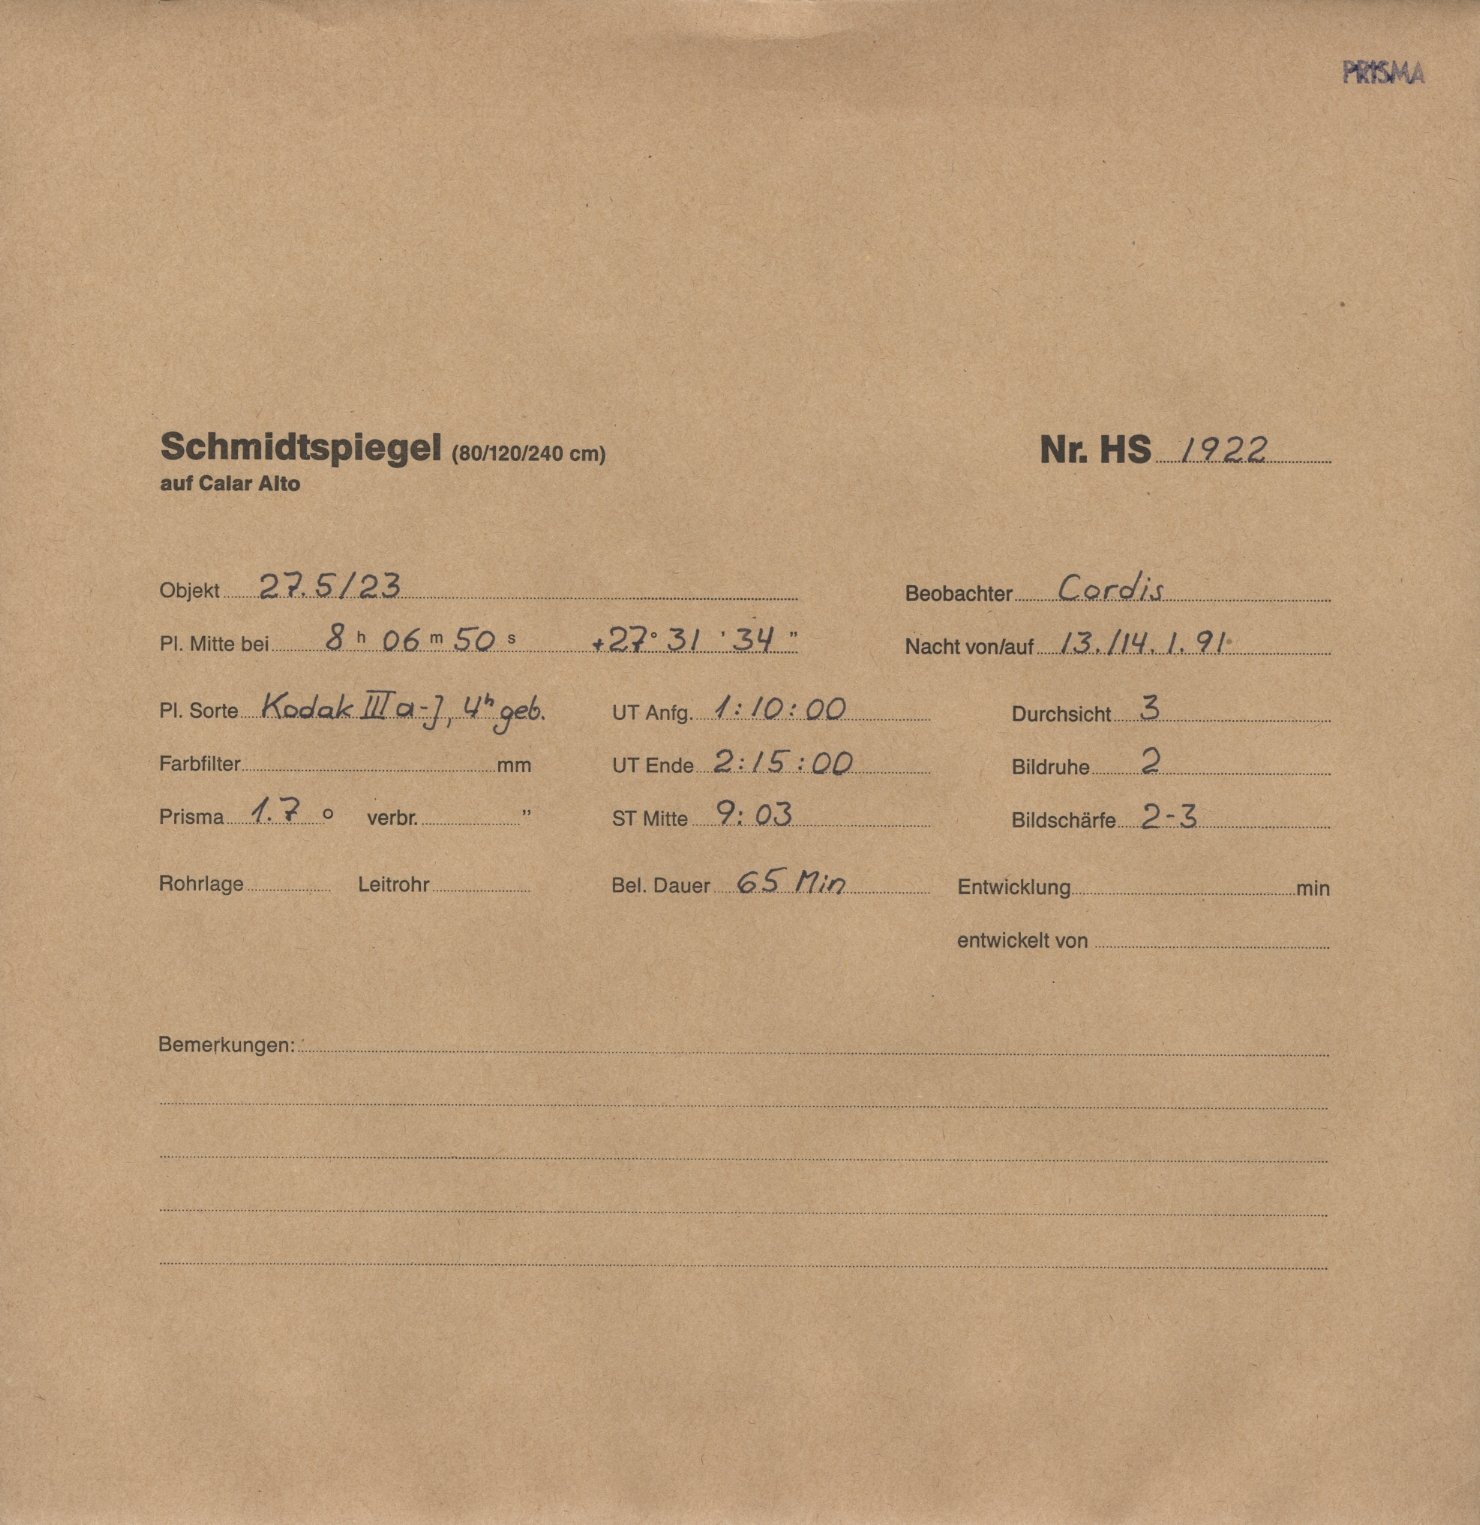 PRISMA
Schmidtspiegel (80/120/240 cm) Nr. HS 1922
auf Calar Alto
Objekt 27.5/23 Beobachter Cordis
Pl. Mitte bei 8 h 06 m 50 s +27° 31 ' 34 " Nacht von/auf 13./14. 1. 91
Pl. Sorte Kodak III a-J, 4h geb. UT Anfg. 1:10:00 Durchsicht 3
Farbfilter mm UT Ende 2:15:00 Bildruhe 2
Prisma 1.7 ° verbr. " ST Mitte 9:03 Bildschärfe 2-3
Rohrlage Leitrohr Bel. Dauer 65 Min Entwicklung min
entwickelt von
Bemerkungen: